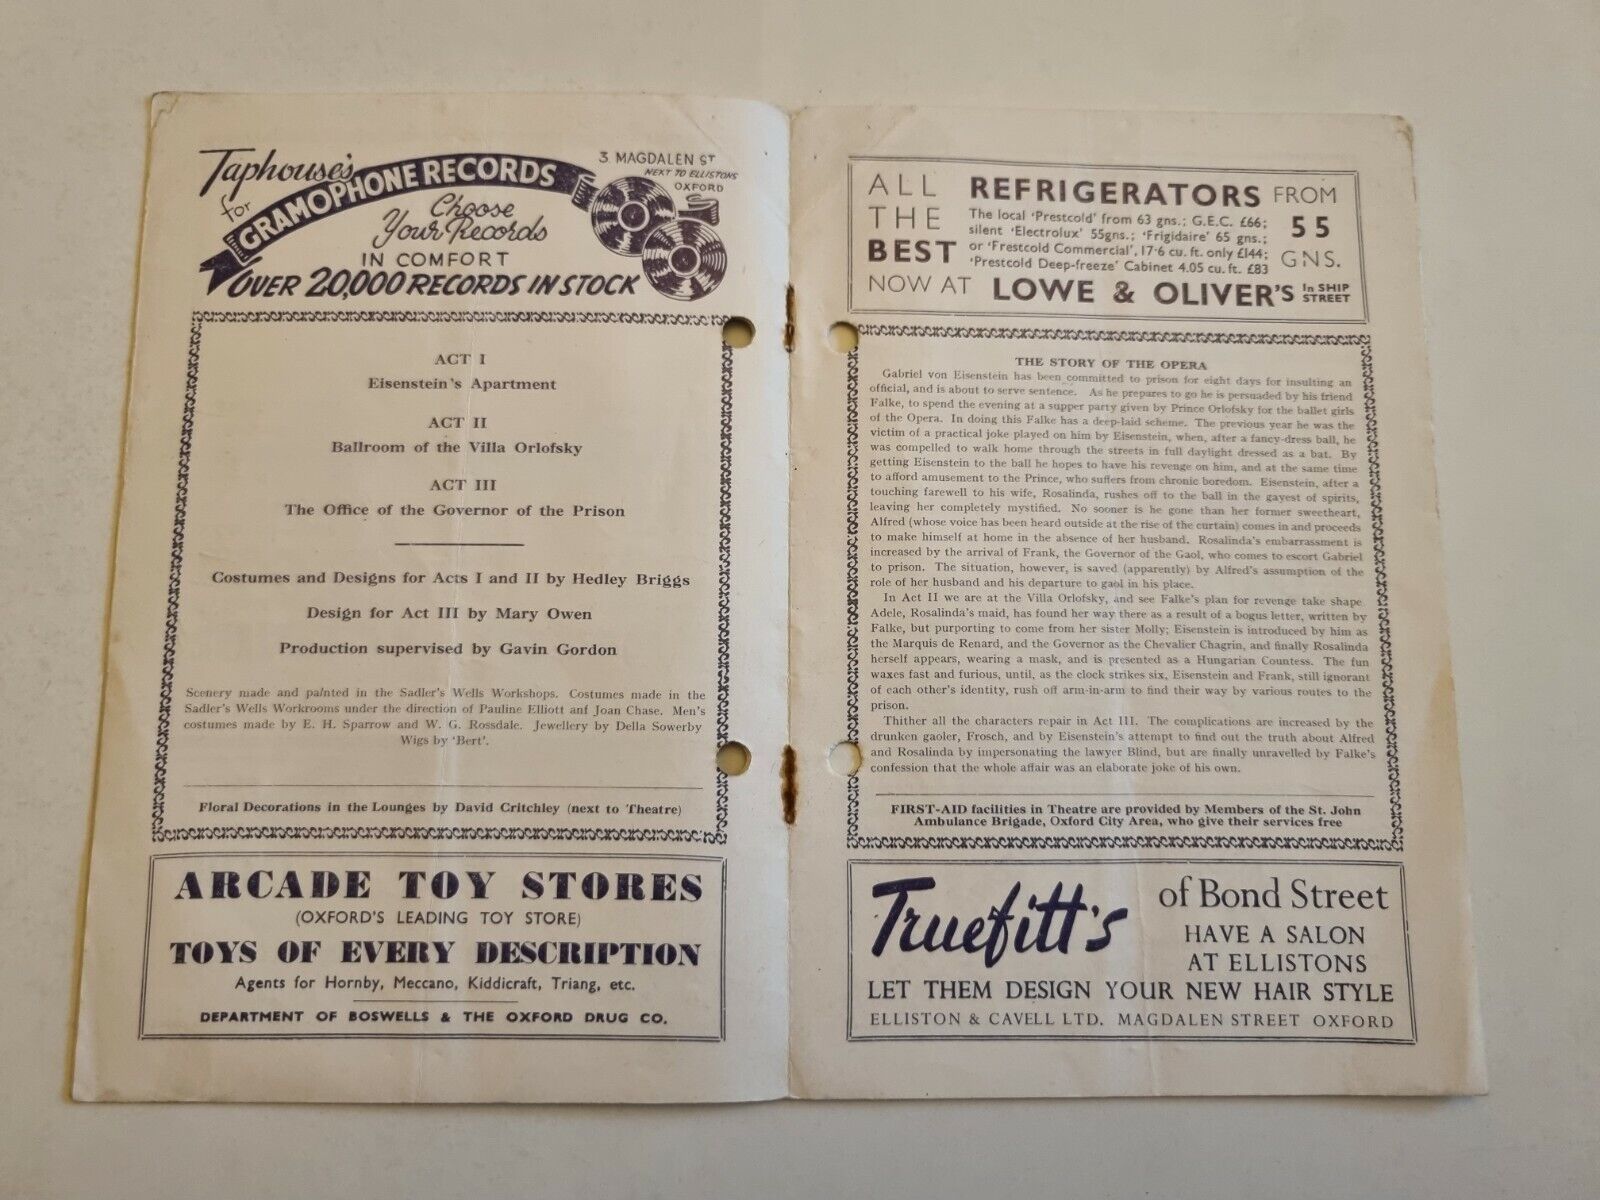 Taphouse's
for
GRAMOPHONE RECORDS
3 MAGDALEN ST
NEXT TO ELLISTONS
OXFORD
Choose
Your Records
IN COMFORT
OVER 20,000 RECORDS IN STOCK
ACT I
Eisenstein's Apartment
ACT II
Ballroom of the Villa Orlofsky
ACT III
The Office of the Governor of the Prison
Costumes and Designs for Acts I and II by Hedley Briggs
Design for Act III by Mary Owen
Production supervised by Gavin Gordon
Scenery made and painted in the Sadler's Wells Workshops. Costumes made in the
Sadler's Wells Workrooms under the direction of Pauline Elliott anf Joan Chase. Men's
costumes made by E. H. Sparrow and W. G. Rossdale. Jewellery by Della Sowerby
Wigs by 'Bert'.
Floral Decorations in the Lounges by David Critchley (next to Theatre)
ARCADE TOY STORES
(OXFORD'S LEADING TOY STORE)
TOYS OF EVERY DESCRIPTION
Agents for Hornby, Meccano, Kiddicraft, Triang, etc.
DEPARTMENT OF BOSWELLS & THE OXFORD DRUG CO.
ALL THE BEST
REFRIGERATORS FROM
The local 'Prestcold' from 63 gns.; G.E.C. £66;
silent 'Electrolux' 55gns.; 'Frigidaire' 65 gns.;
or 'Frestcold Commercial', 17·6 cu. ft. only £144;
'Prestcold Deep-freeze' Cabinet 4.05 cu. ft. £83
55
GNS.
NOW AT LOWE & OLIVER'S In SHIP STREET
THE STORY OF THE OPERA
Gabriel von Eisenstein has been committed to prison for eight days for insulting an
official, and is about to serve sentence. As he prepares to go he is persuaded by his friend
Falke, to spend the evening at a supper party given by Prince Orlofsky for the ballet girls
of the Opera. In doing this Falke has a deep-laid scheme. The previous year he was the
victim of a practical joke played on him by Eisenstein, when, after a fancy-dress ball, he
was compelled to walk home through the streets in full daylight dressed as a bat. By
getting Eisenstein to the ball he hopes to have his revenge on him, and at the same time
to afford amusement to the Prince, who suffers from chronic boredom. Eisenstein, after a
touching farewell to his wife, Rosalinda, rushes off to the ball in the gayest of spirits,
leaving her completely mystified. No sooner is he gone than her former sweetheart,
Alfred (whose voice has been heard outside at the rise of the curtain) comes in and proceeds
to make himself at home in the absence of her husband. Rosalinda's embarrassment is
increased by the arrival of Frank, the Governor of the Gaol, who comes to escort Gabriel
to prison. The situation, however, is saved (apparently) by Alfred's assumption of the
role of her husband and his departure to gaol in his place.
In Act II we are at the Villa Orlofsky, and see Falke's plan for revenge take shape
Adele, Rosalinda's maid, has found her way there as a result of a bogus letter, written by
Falke, but purporting to come from her sister Molly; Eisenstein is introduced by him as
the Marquis de Renard, and the Governor as the Chevalier Chagrin, and finally Rosalinda
herself appears, wearing a mask, and is presented as a Hungarian Countess. The fun
waxes fast and furious, until, as the clock strikes six, Eisenstein and Frank, still ignorant
of each other's identity, rush off arm-in-arm to find their way by various routes to the
prison.
Thither all the characters repair in Act III. The complications are increased by the
drunken gaoler, Frosch, and by Eisenstein's attempt to find out the truth about Alfred
and Rosalinda by impersonating the lawyer Blind, but are finally unravelled by Falke's
confession that the whole affair was an elaborate joke of his own.
FIRST-AID facilities in Theatre are provided by Members of the St. John
Ambulance Brigade, Oxford City Area, who give their services free
Truefitt's of Bond Street
HAVE A SALON
AT ELLISTONS
LET THEM DESIGN YOUR NEW HAIR STYLE
ELLISTON & CAVELL LTD. MAGDALEN STREET OXFORD